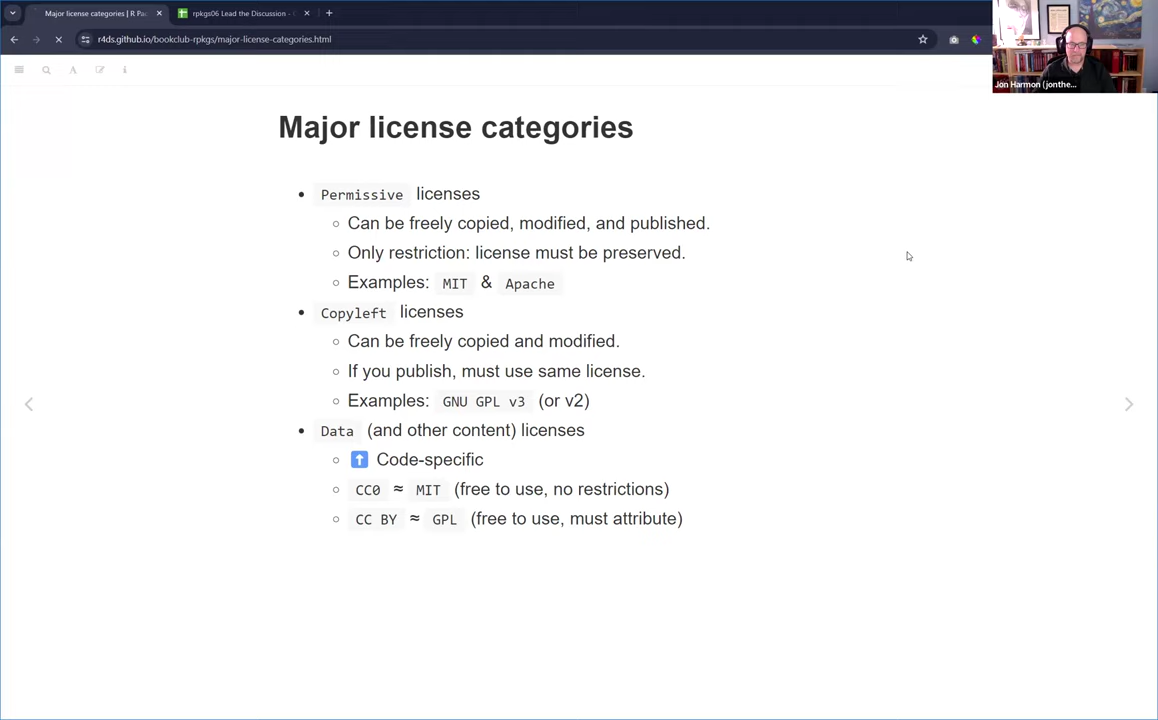 Major license categories | R Pac
rpkgs06 Lead the Discussion -
r4ds.github.io/bookclub-rpkgs/major-license-categories.html
Jon Harmon (jonthe...
Major license categories
Permissive licenses
Can be freely copied, modified, and published.
Only restriction: license must be preserved.
Examples: MIT & Apache
Copyleft licenses
Can be freely copied and modified.
If you publish, must use same license.
Examples: GNU GPL v3 (or v2)
Data (and other content) licenses
⬆️ Code-specific
CC0 ≈ MIT (free to use, no restrictions)
CC BY ≈ GPL (free to use, must attribute)